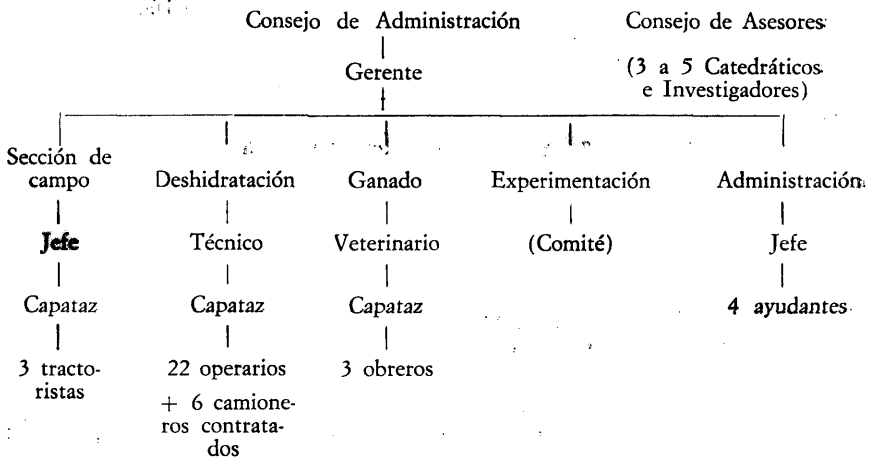 Consejo de Administración
Consejo de Asesores
Gerente
(3 a 5 Catedráticos
e Investigadores)
Sección de
campo
Deshidratación
Ganado
Experimentación
Administración
Jefe
Técnico
Veterinario
(Comité)
Jefe
Capataz
Capataz
Capataz
4 ayudantes
3 tracto-
ristas
22 operarios
+ 6 camione-
ros contrata-
dos
3 obreros